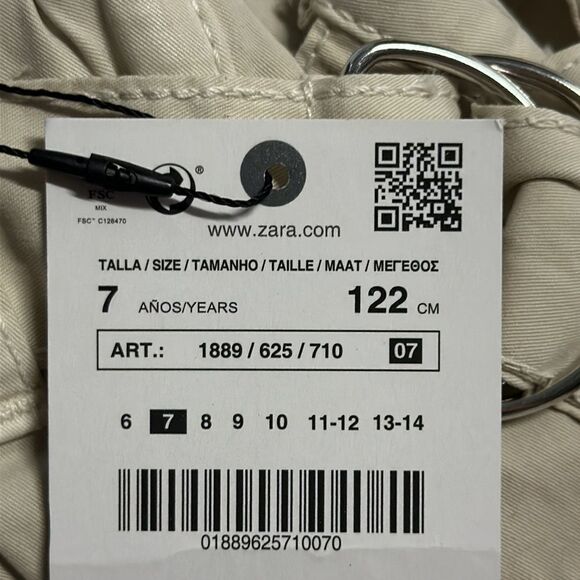 ®
FSC
MIX
FSC™ C128470
www.zara.com
TALLA / SIZE / TAMANHO / TAILLE / MAAT / ΜΕΓΕΘΟΣ
7 AÑOS/YEARS 122 CM
ART.: 1889 / 625 / 710 07
6 7 8 9 10 11-12 13-14
01889625710070